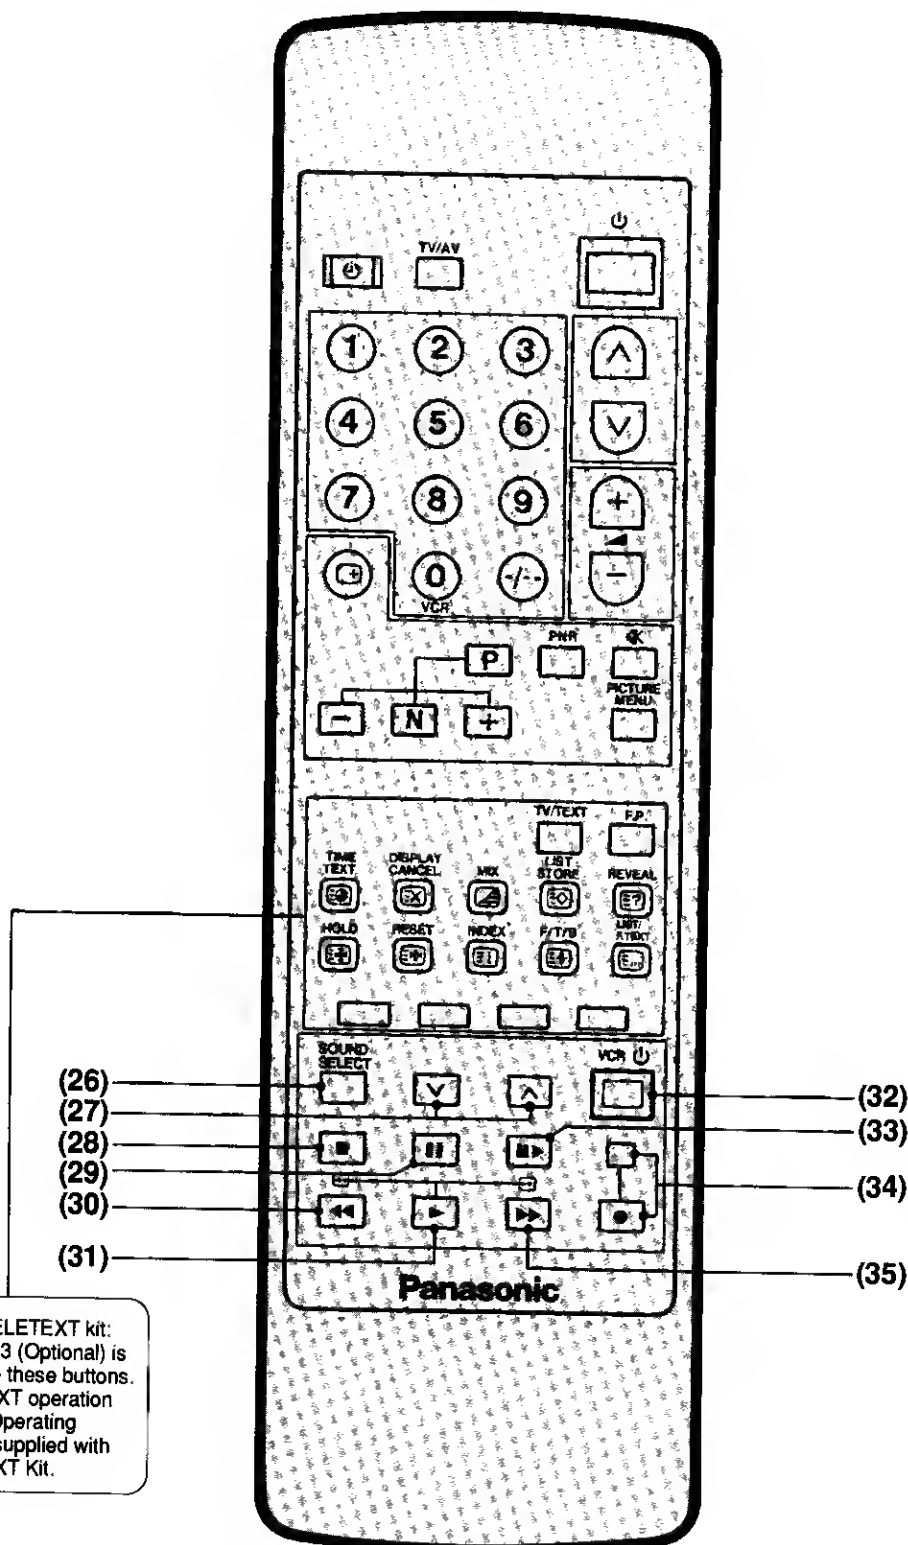 TV/AV
1 2 3
4 5 6
7 8 9
0 -/--
VCR
+
-
P PNR
PICTURE
MENU
- N +
TV/TEXT F.P.
TIME
TEXT
DISPLAY
CANCEL
MIX
LIST
STORE
REVEAL
HOLD RESET INDEX F/T/B LIST/
F.TEXT
SOUND
SELECT
VCR
(26)
(27)
(28)
(29)
(30)
(31)
(32)
(33)
(34)
(35)
Panasonic
ELETEXT kit:
3 (Optional) is
these buttons.
XT operation
Operating
supplied with
XT Kit.